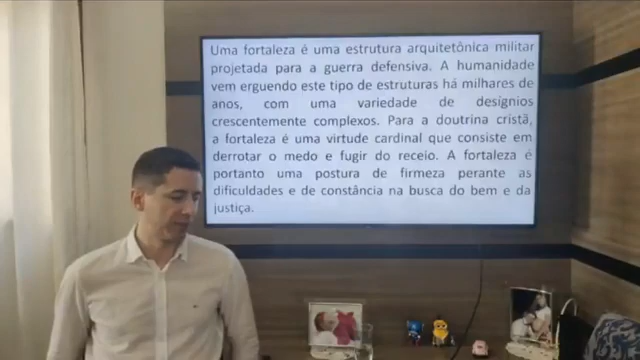 Uma fortaleza é uma estrutura arquitetônica militar
projetada para a guerra defensiva. A humanidade
vem erguendo este tipo de estruturas há milhares de
anos, com uma variedade de desígnios
crescentemente complexos. Para a doutrina cristã,
a fortaleza é uma virtude cardinal que consiste em
derrotar o medo e fugir do receio. A fortaleza é
portanto uma postura de firmeza perante as
dificuldades e de constância na busca do bem e da
justiça.